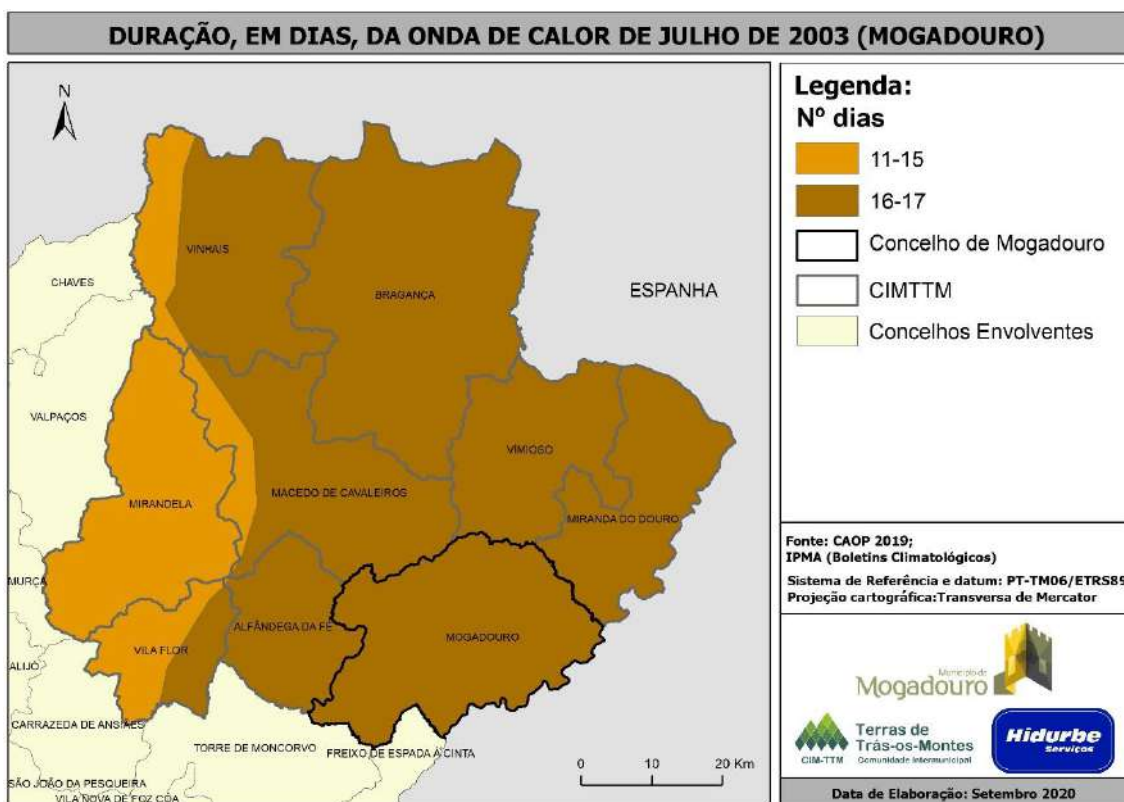 DURAÇÃO, EM DIAS, DA ONDA DE CALOR DE JULHO DE 2003 (MOGADOURO)
N
VINHAIS
BRAGANÇA
CHAVES
ESPANHA
VALPAÇOS
VIMIOSO
MIRANDELA
MACEDO DE CAVALEIROS
MIRANDA DO DOURO
MURÇA
ALFÂNDEGA DA FÉ
MOGADOURO
VILA FLOR
ALIJÓ
CARRAZEDA DE ANSIÃES
TORRE DE MONCORVO
FREIXO DE ESPADA À CINTA
SÃO JOÃO DA PESQUEIRA
VILA NOVA DE FOZ CÔA
0 10 20 Km
Legenda:
Nº dias
11-15
16-17
Concelho de Mogadouro
CIMTTM
Concelhos Envolventes
Fonte: CAOP 2019;
IPMA (Boletins Climatológicos)
Sistema de Referência e datum: PT-TM06/ETRS89
Projeção cartográfica:Transversa de Mercator
Município de
Mogadouro
Terras de
Trás-os-Montes
CIM-TTM Comunidade Intermunicipal
Hidurbe
Serviços
Data de Elaboração: Setembro 2020